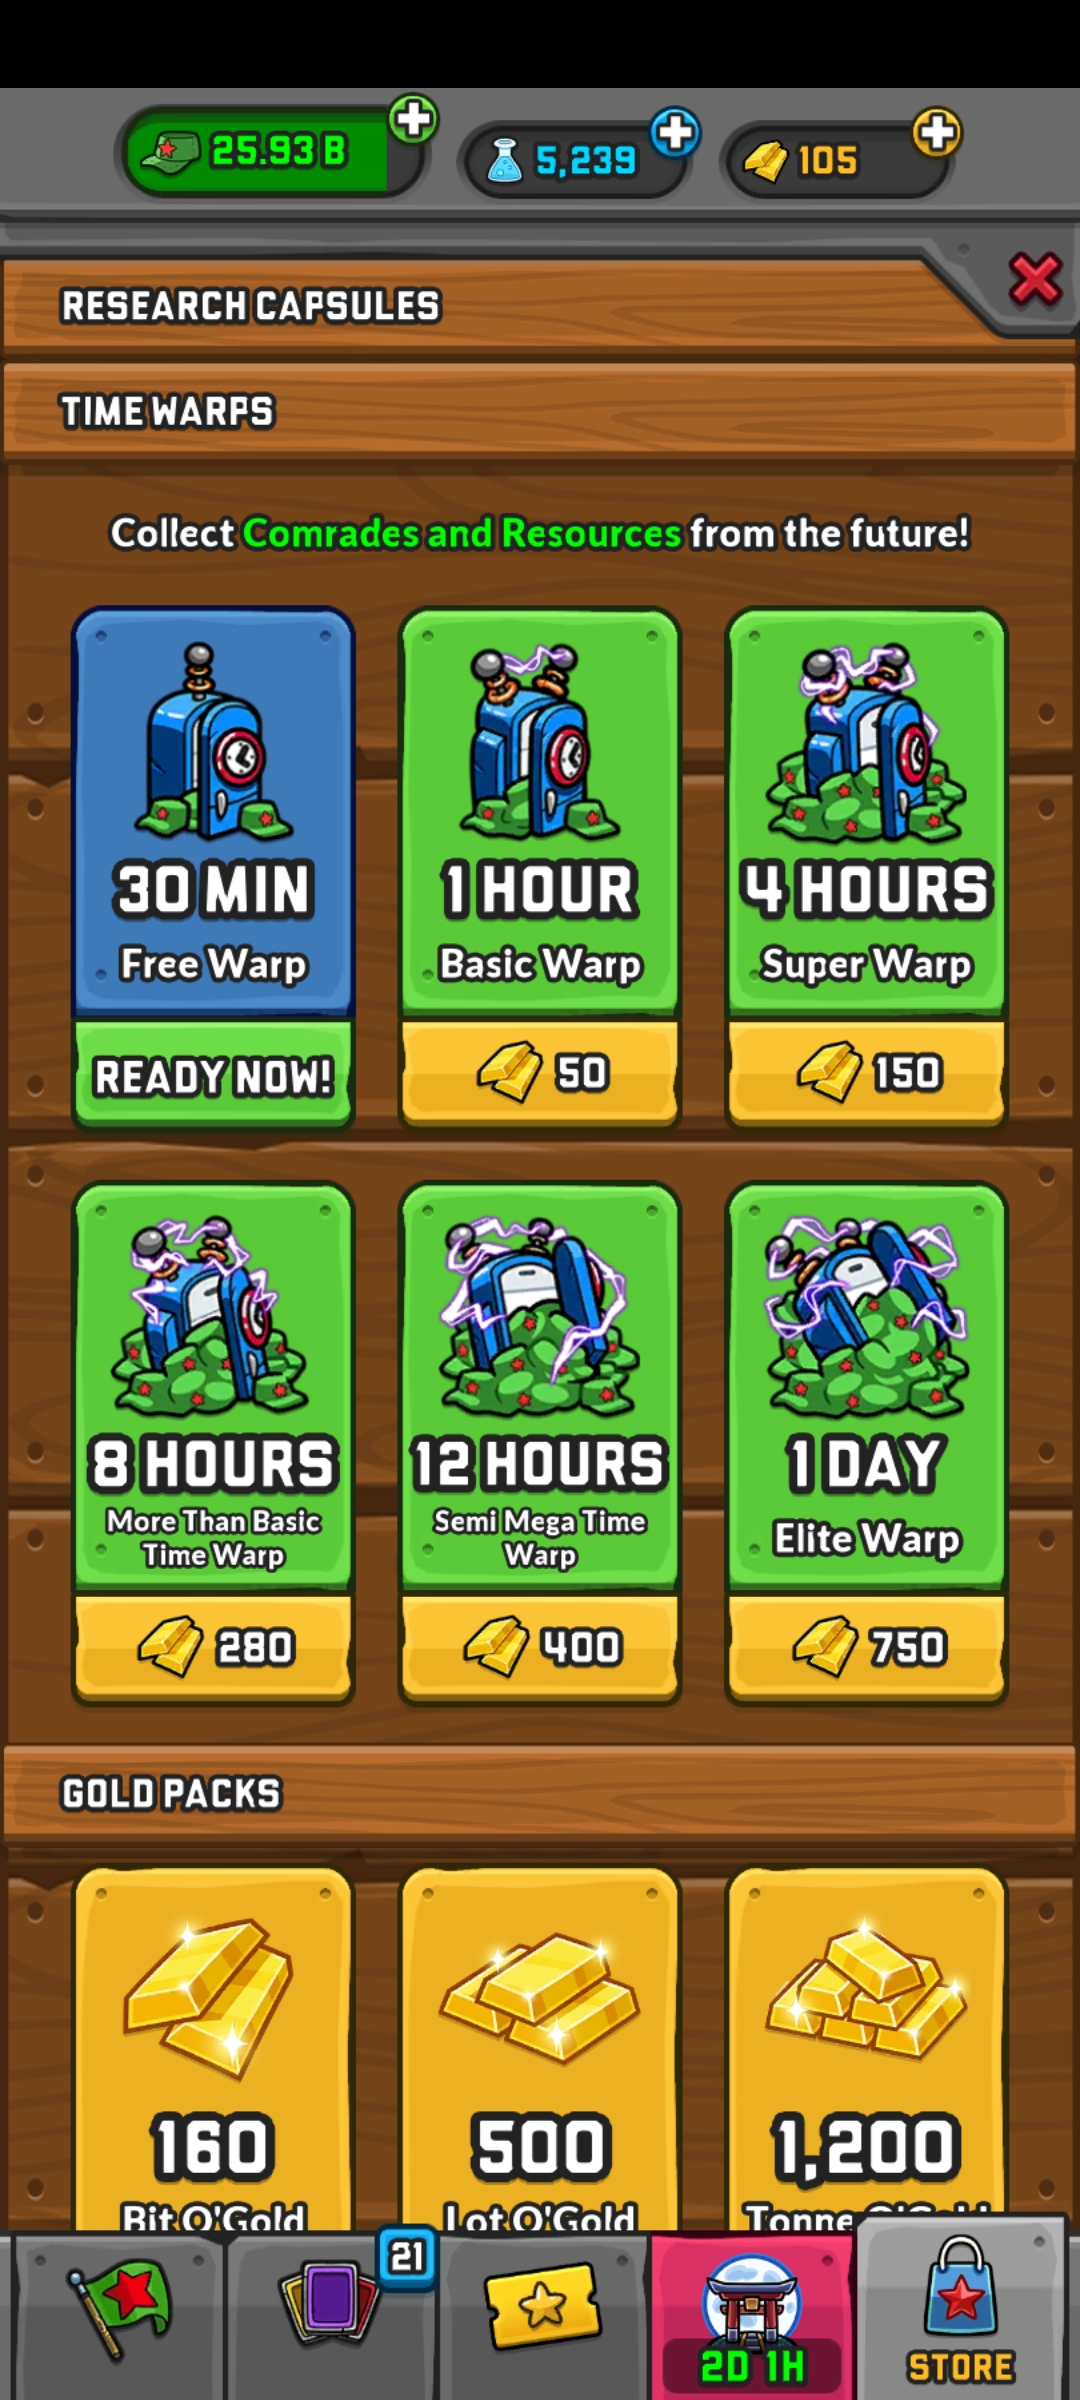 25.93 B
5,239
105
RESEARCH CAPSULES
TIME WARPS
Collect Comrades and Resources from the future!
30 MIN
Free Warp
READY NOW!
1 HOUR
Basic Warp
50
4 HOURS
Super Warp
150
8 HOURS
More Than Basic
Time Warp
280
12 HOURS
Semi Mega Time
Warp
400
1 DAY
Elite Warp
750
GOLD PACKS
160
Bit O'Gold
500
Lot O'Gold
1,200
Tonne O'Gold
21
2D 1H
STORE